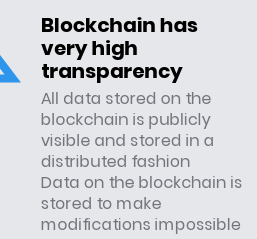 Blockchain has
very high
transparency
All data stored on the
blockchain is publicly
visible and stored in a
distributed fashion
Data on the blockchain is
stored to make
modifications impossible